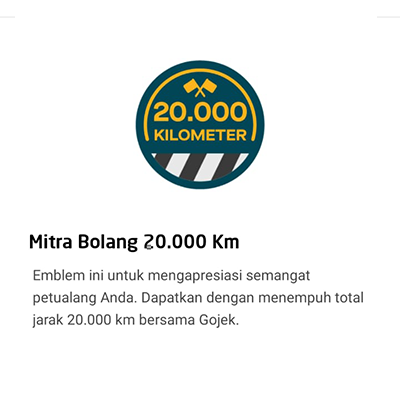 20.000
KILOMETER
Mitra Bolang 20.000 Km
Emblem ini untuk mengapresiasi semangat
petualang Anda. Dapatkan dengan menempuh total
jarak 20.000 km bersama Gojek.